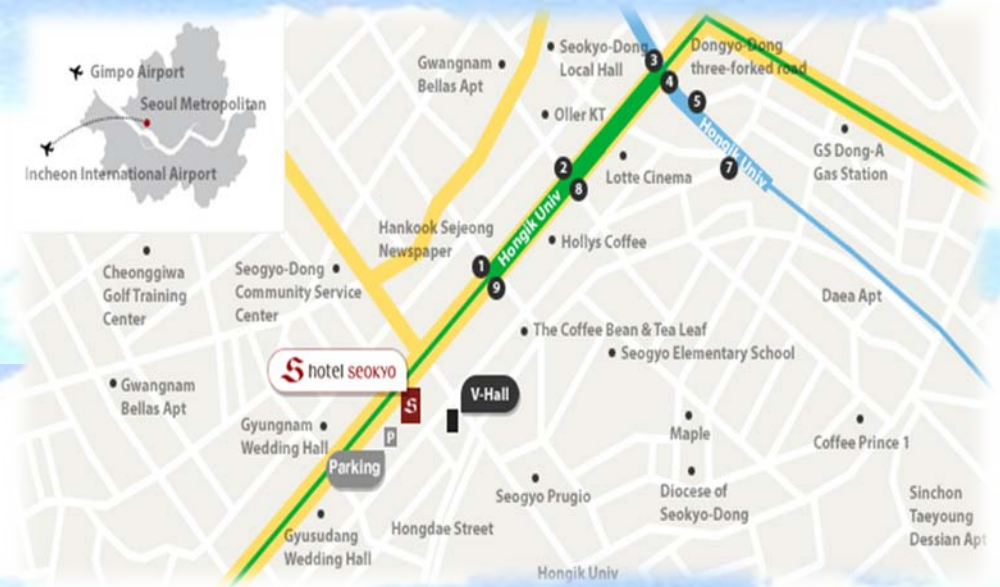 Gimpo Airport
Seoul Metropolitan
Incheon International Airport
Gwangnam
Bellas Apt
Seokyo-Dong
Local Hall
Dongyo-Dong
three-forked road
3
4
5
Oller KT
Hongik Univ
7
GS Dong-A
Gas Station
2
8
Lotte Cinema
Hongik Univ
Hankook Sejeong
Newspaper
Hollys Coffee
1
9
Cheonggiwa
Golf Training
Center
Seogyo-Dong
Community Service
Center
Daea Apt
The Coffee Bean & Tea Leaf
Seogyo Elementary School
S hotel SEOKYO
S
V-Hall
Gwangnam
Bellas Apt
Gyungnam
Wedding Hall
P
Parking
Maple
Coffee Prince 1
Seogyo Prugio
Diocese of
Seokyo-Dong
Sinchon
Taeyoung
Dessian Apt
Gyusudang
Wedding Hall
Hongdae Street
Hongik Univ